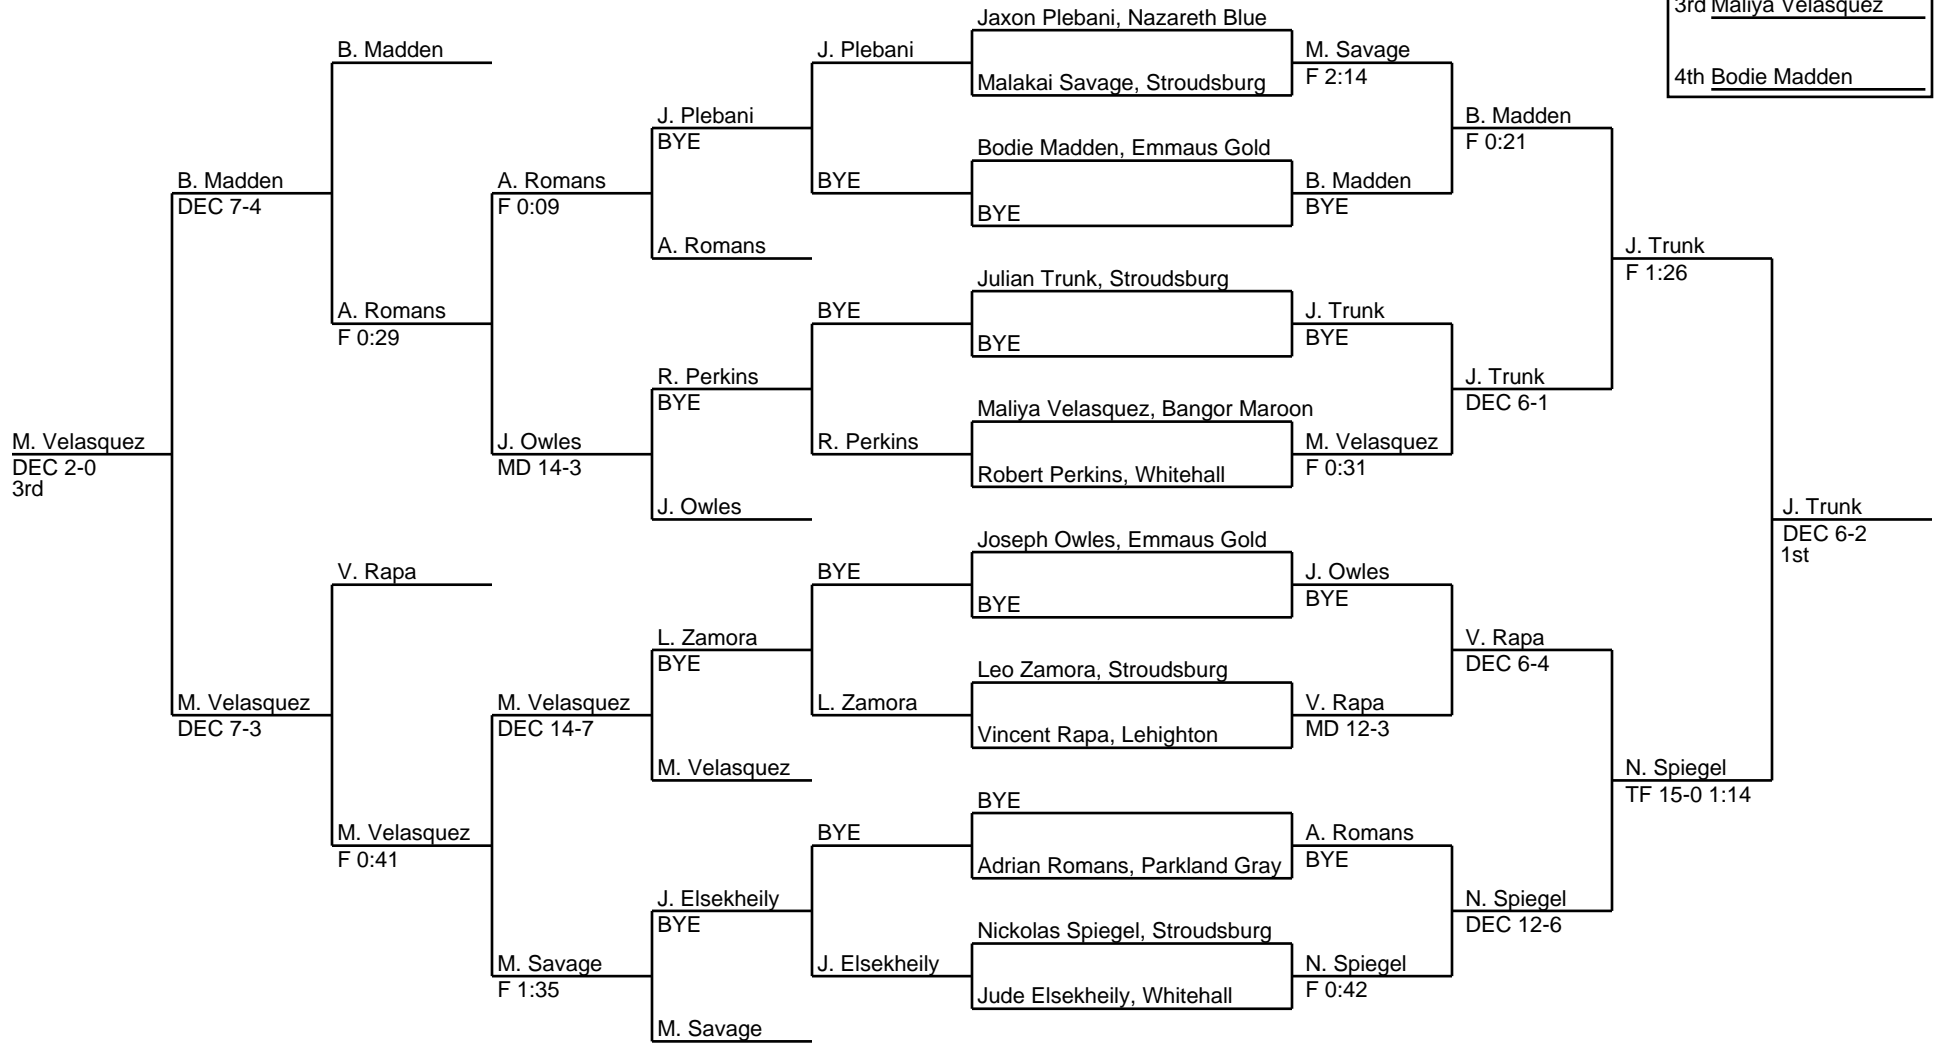 3rd Maliya Velasquez
4th Bodie Madden
B. Madden
B. Madden
DEC 7-4
A. Romans
F 0:29
M. Velasquez
DEC 2-0
3rd
V. Rapa
M. Velasquez
DEC 7-3
M. Velasquez
F 0:41
A. Romans
F 0:09
J. Owles
MD 14-3
M. Velasquez
DEC 14-7
M. Savage
F 1:35
J. Plebani
BYE
A. Romans
R. Perkins
BYE
J. Owles
L. Zamora
BYE
M. Velasquez
J. Elsekheily
BYE
M. Savage
J. Plebani
BYE
BYE
R. Perkins
BYE
L. Zamora
BYE
J. Elsekheily
Jaxon Plebani, Nazareth Blue
Malakai Savage, Stroudsburg
Bodie Madden, Emmaus Gold
BYE
Julian Trunk, Stroudsburg
BYE
Maliya Velasquez, Bangor Maroon
Robert Perkins, Whitehall
Joseph Owles, Emmaus Gold
BYE
Leo Zamora, Stroudsburg
Vincent Rapa, Lehighton
BYE
Adrian Romans, Parkland Gray
Nickolas Spiegel, Stroudsburg
Jude Elsekheily, Whitehall
M. Savage
F 2:14
B. Madden
BYE
J. Trunk
BYE
M. Velasquez
F 0:31
J. Owles
BYE
V. Rapa
MD 12-3
A. Romans
BYE
N. Spiegel
F 0:42
B. Madden
F 0:21
J. Trunk
DEC 6-1
V. Rapa
DEC 6-4
N. Spiegel
DEC 12-6
J. Trunk
F 1:26
N. Spiegel
TF 15-0 1:14
J. Trunk
DEC 6-2
1st